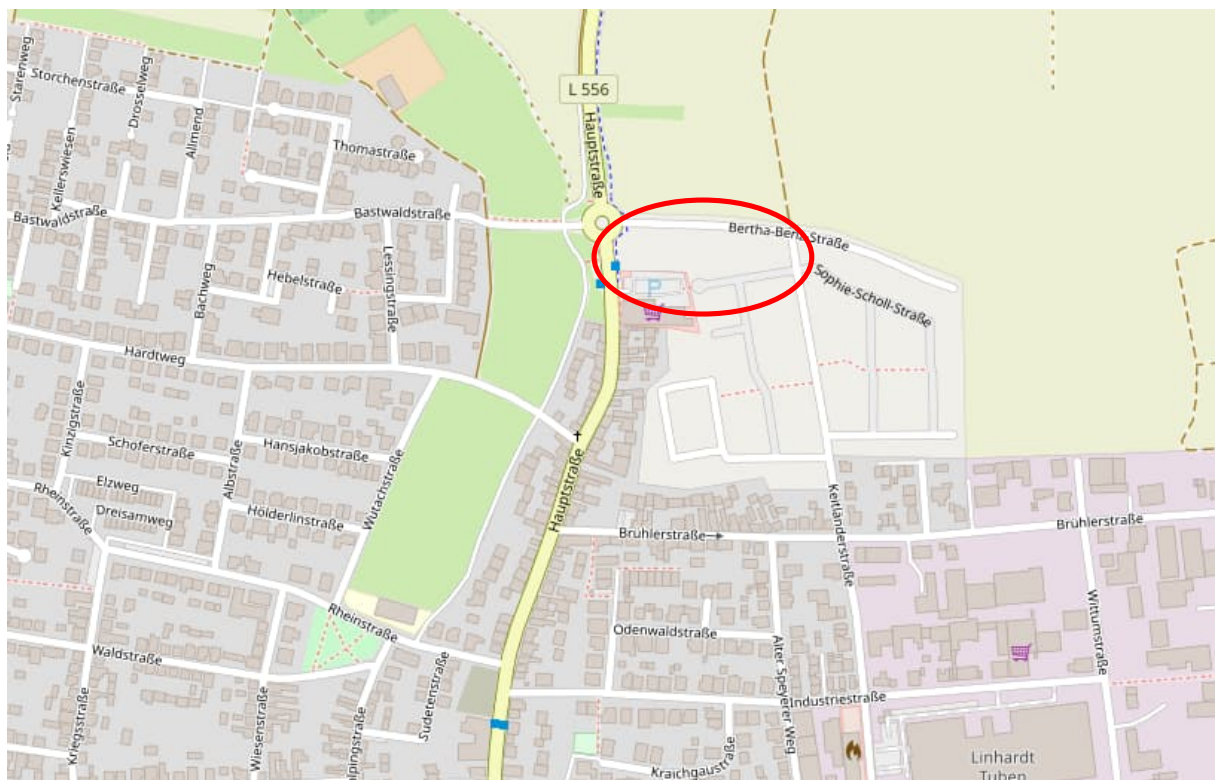 Starenweg
Storchenstraße
Drosselweg
Allmend
Kellerswiesen
Thomastraße
L 556
Hauptstraße
Bastwaldstraße
Bastwaldstraße
Lessingstraße
Hebelstraße
Bachweg
Bertha-Benz-Straße
Sophie-Scholl-Straße
P
Hardtweg
Kinzigstraße
Schoferstraße
Hansjakobstraße
Albstraße
Wutachstraße
Elzweg
Dreisamweg
Hölderlinstraße
Rheinstraße
Hauptstraße
Brühlerstraße
Keltländerstraße
Brühlerstraße
Rheinstraße
Waldstraße
Odenwaldstraße
Wittumstraße
Alter Speyerer Weg
Industriestraße
Kriegsstraße
Wiesenstraße
Sudetenstraße
Kraichgaustraße
Linhardt
Tuben